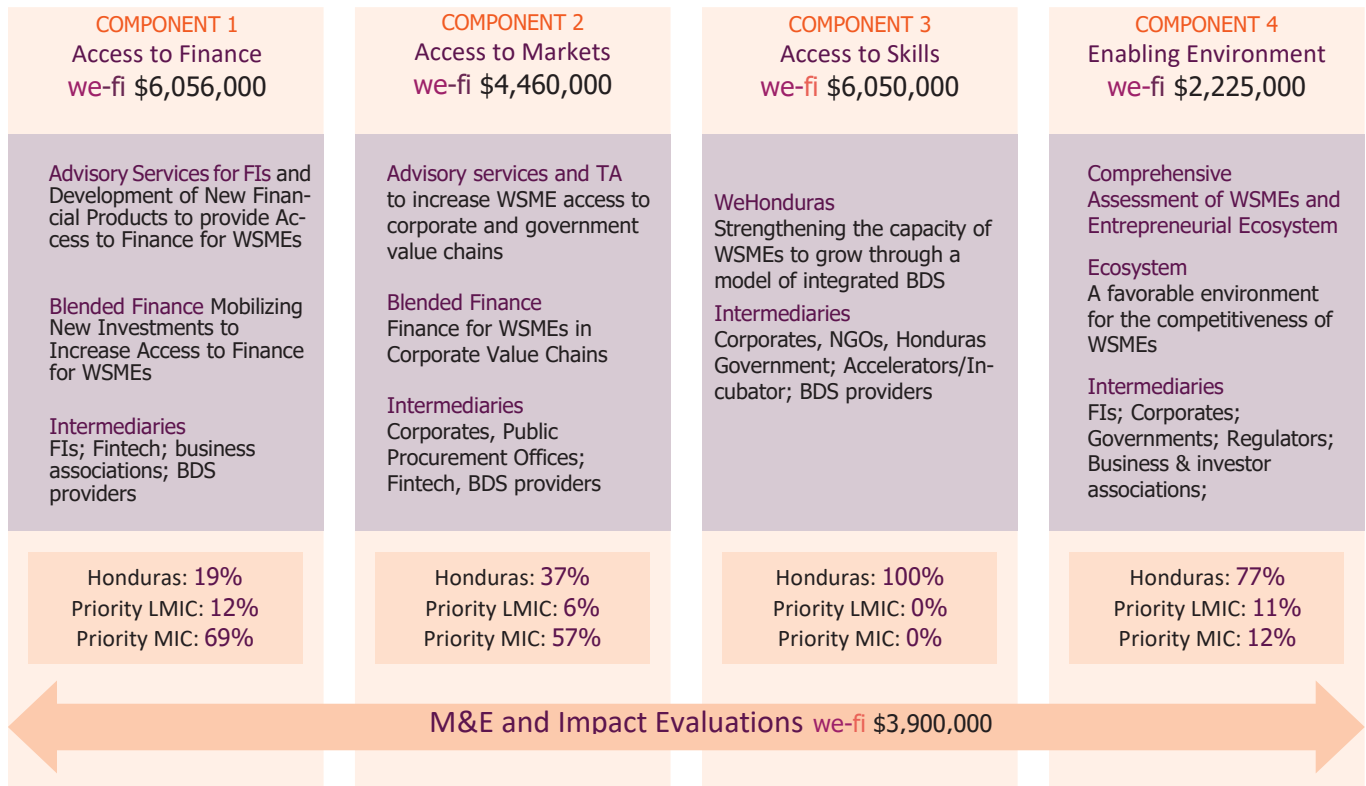 COMPONENT 1
Access to Finance
we-fi $6,056,000
Advisory Services for FIs and
Development of New Finan-
cial Products to provide Ac-
cess to Finance for WSMEs
Blended Finance Mobilizing
New Investments to
Increase Access to Finance
for WSMEs
Intermediaries
FIs; Fintech; business
associations; BDS
providers
Honduras: 19%
Priority LMIC: 12%
Priority MIC: 69%
COMPONENT 2
Access to Markets
we-fi $4,460,000
Advisory services and TA
to increase WSME access to
corporate and government
value chains
Blended Finance
Finance for WSMEs in
Corporate Value Chains
Intermediaries
Corporates, Public
Procurement Offices;
Fintech, BDS providers
Honduras: 37%
Priority LMIC: 6%
Priority MIC: 57%
COMPONENT 3
Access to Skills
we-fi $6,050,000
WeHonduras
Strengthening the capacity of
WSMEs to grow through a
model of integrated BDS
Intermediaries
Corporates, NGOs, Honduras
Government; Accelerators/In-
cubator; BDS providers
Honduras: 100%
Priority LMIC: 0%
Priority MIC: 0%
COMPONENT 4
Enabling Environment
we-fi $2,225,000
Comprehensive
Assessment of WSMEs and
Entrepreneurial Ecosystem
Ecosystem
A favorable environment
for the competitiveness of
WSMEs
Intermediaries
FIs; Corporates;
Governments; Regulators;
Business & investor
associations;
Honduras: 77%
Priority LMIC: 11%
Priority MIC: 12%
M&E and Impact Evaluations we-fi $3,900,000